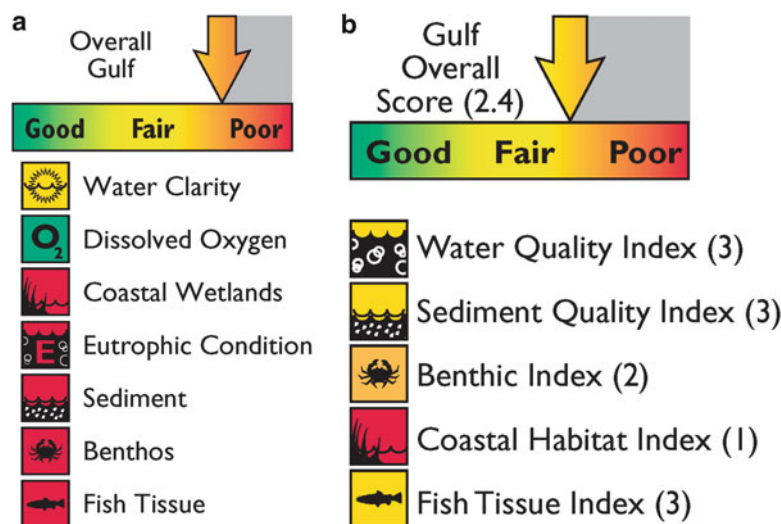 a
Overall
Gulf
Good Fair Poor
Water Clarity
O2
Dissolved Oxygen
Coastal Wetlands
E
Eutrophic Condition
Sediment
Benthos
Fish Tissue
b
Gulf
Overall
Score (2.4)
Good Fair Poor
Water Quality Index (3)
Sediment Quality Index (3)
Benthic Index (2)
Coastal Habitat Index (1)
Fish Tissue Index (3)